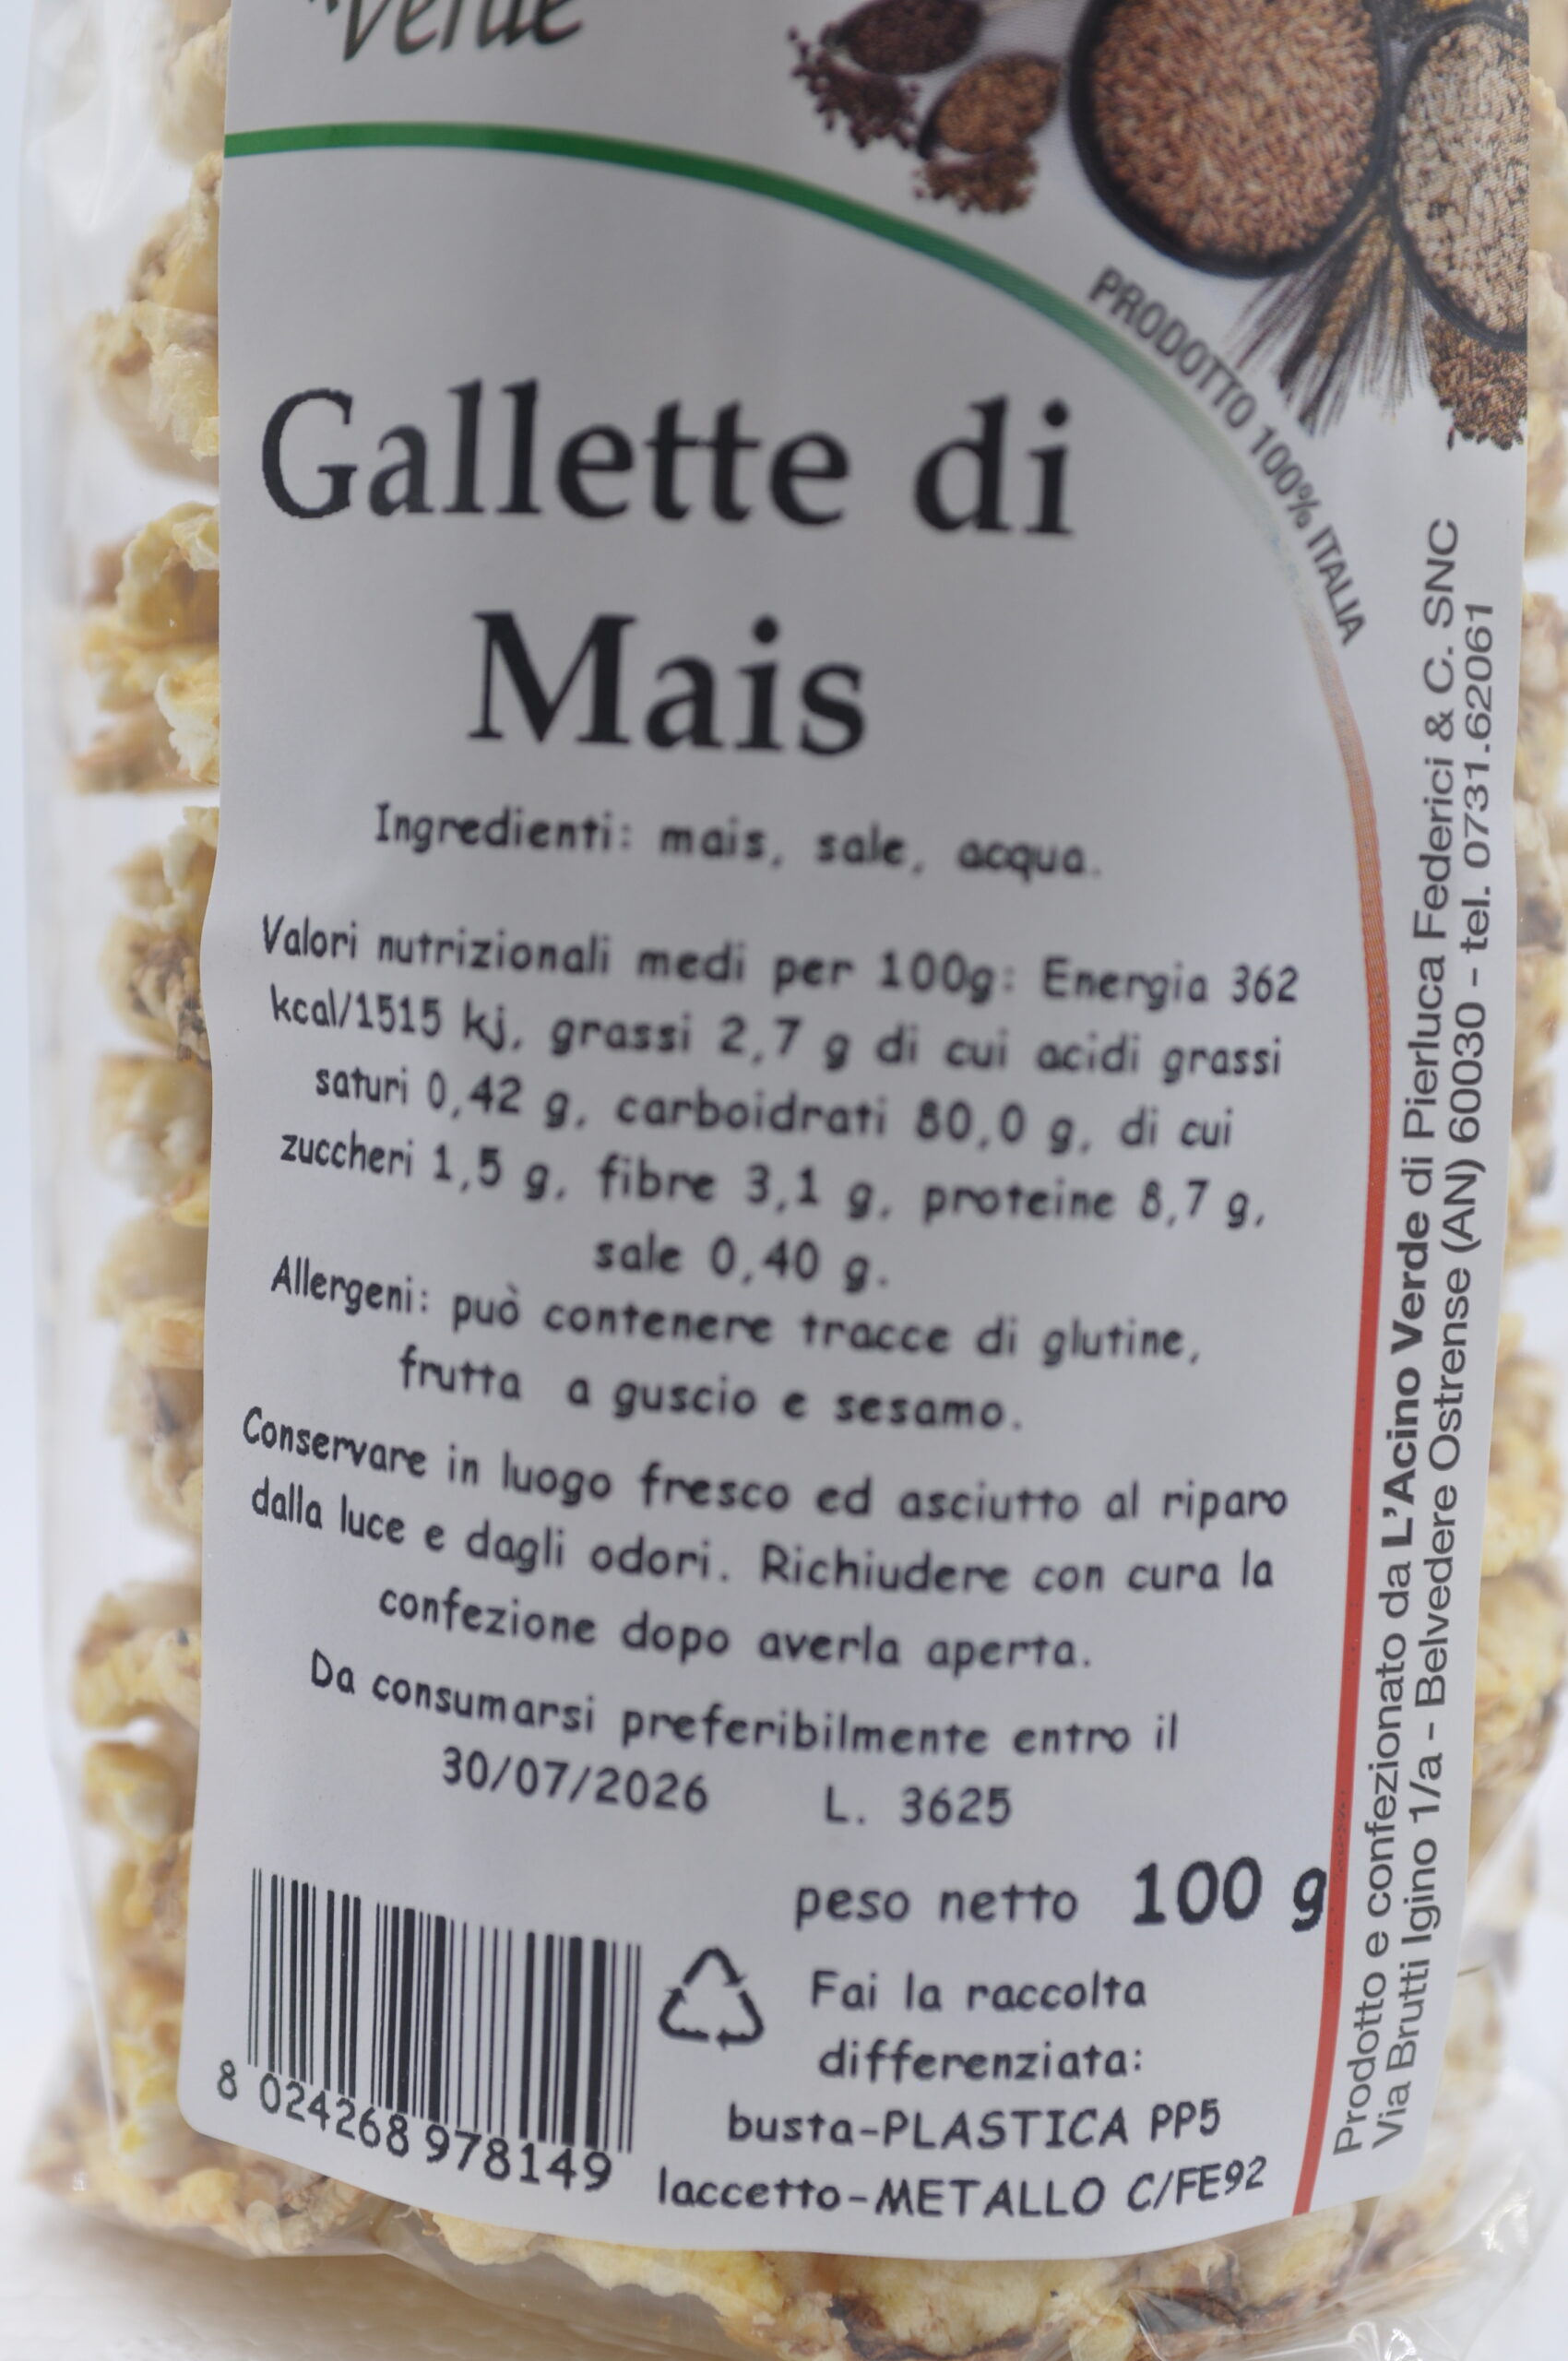 Verde
PRODOTTO 100% ITALIA
Gallette di
Mais
Ingredienti: mais, sale, acqua.
Valori nutrizionali medi per 100g: Energia 362
kcal/1515 kj, grassi 2,7 g di cui acidi grassi
saturi 0,42 g, carboidrati 80,0 g, di cui
zuccheri 1,5 g, fibre 3,1 g, proteine 8,7 g,
sale 0,40 g.
Allergeni: può contenere tracce di glutine,
frutta a guscio e sesamo.
Conservare in luogo fresco ed asciutto al riparo
dalla luce e dagli odori. Richiudere con cura la
confezione dopo averla aperta.
Da consumarsi preferibilmente entro il
30/07/2026 L. 3625
peso netto 100 g
Fai la raccolta
differenziata:
busta-PLASTICA PP5
laccetto-METALLO C/FE92
8 024268 978149
Prodotto e confezionato da L'Acino Verde di Pierluca Federici & C. SNC
Via Brutti Igino 1/a - Belvedere Ostrense (AN) 60030 - tel. 0731.62061